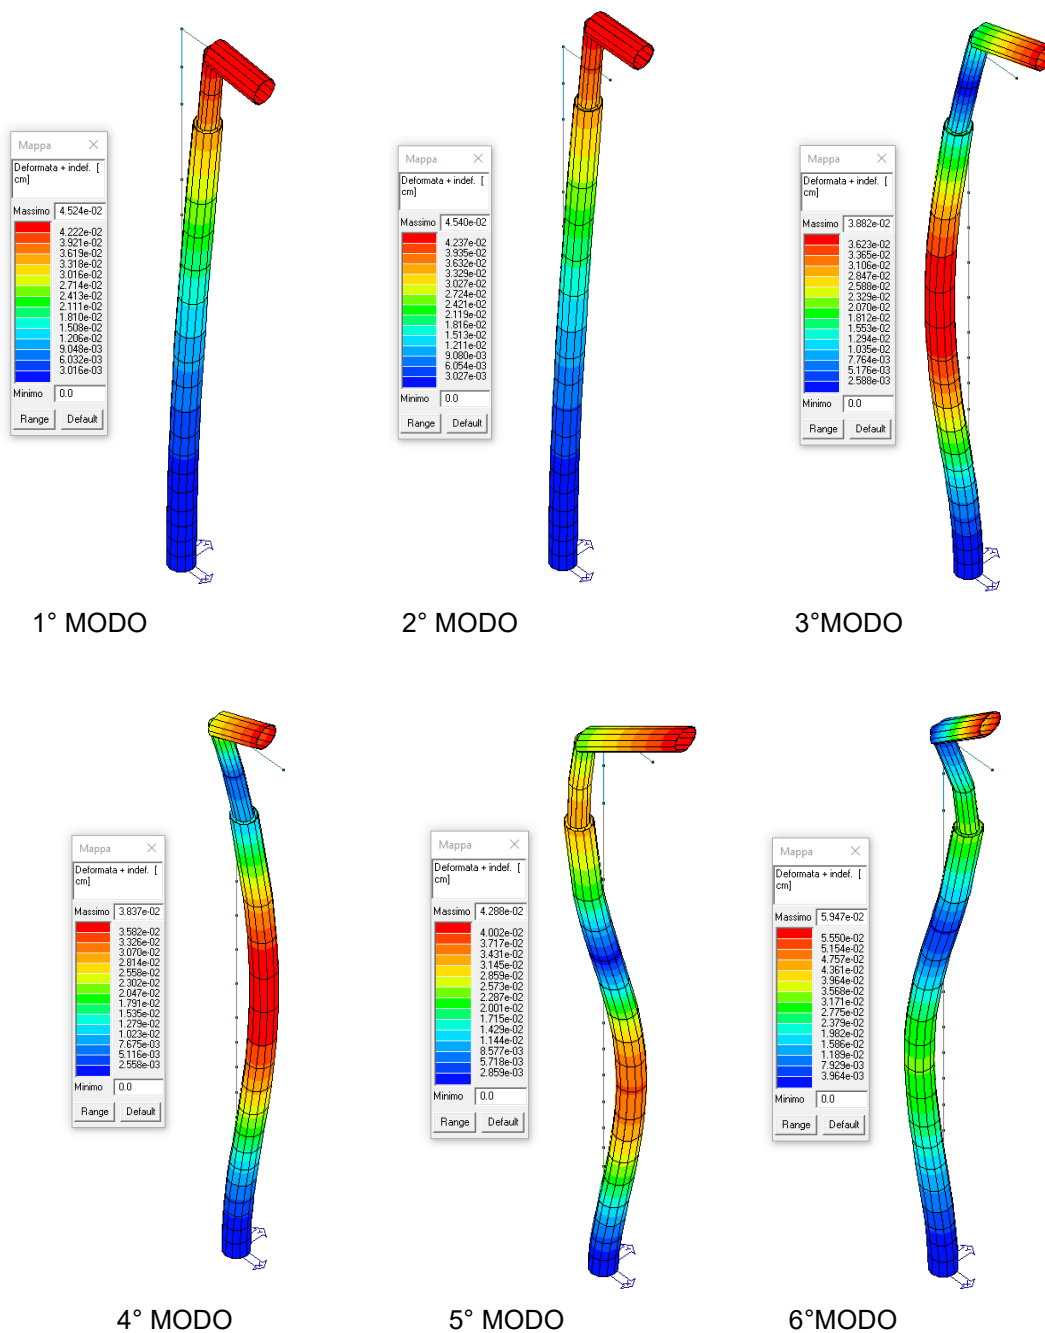 Mappa
Deformata + indef. [
cm]
Massimo 4.524e-02
4.222e-02
3.921e-02
3.619e-02
3.318e-02
3.016e-02
2.714e-02
2.413e-02
2.111e-02
1.810e-02
1.508e-02
1.206e-02
9.048e-03
6.032e-03
3.016e-03
Minimo 0.0
Range Default
1° MODO
Mappa
Deformata + indef. [
cm]
Massimo 4.540e-02
4.237e-02
3.935e-02
3.632e-02
3.329e-02
3.027e-02
2.724e-02
2.421e-02
2.119e-02
1.816e-02
1.513e-02
1.211e-02
9.080e-03
6.054e-03
3.027e-03
Minimo 0.0
Range Default
2° MODO
Mappa
Deformata + indef. [
cm]
Massimo 3.882e-02
3.623e-02
3.365e-02
3.106e-02
2.847e-02
2.588e-02
2.329e-02
2.070e-02
1.812e-02
1.553e-02
1.294e-02
1.035e-02
7.764e-03
5.176e-03
2.588e-03
Minimo 0.0
Range Default
3°MODO
Mappa
Deformata + indef. [
cm]
Massimo 3.837e-02
3.582e-02
3.326e-02
3.070e-02
2.814e-02
2.558e-02
2.302e-02
2.047e-02
1.791e-02
1.535e-02
1.279e-02
1.023e-02
7.675e-03
5.116e-03
2.558e-03
Minimo 0.0
Range Default
4° MODO
Mappa
Deformata + indef. [
cm]
Massimo 4.288e-02
4.002e-02
3.717e-02
3.431e-02
3.145e-02
2.859e-02
2.573e-02
2.287e-02
2.001e-02
1.715e-02
1.429e-02
1.144e-02
8.577e-03
5.718e-03
2.859e-03
Minimo 0.0
Range Default
5° MODO
Mappa
Deformata + indef. [
cm]
Massimo 5.947e-02
5.550e-02
5.154e-02
4.757e-02
4.361e-02
3.964e-02
3.568e-02
3.171e-02
2.775e-02
2.379e-02
1.982e-02
1.586e-02
1.189e-02
7.929e-03
3.964e-03
Minimo 0.0
Range Default
6°MODO